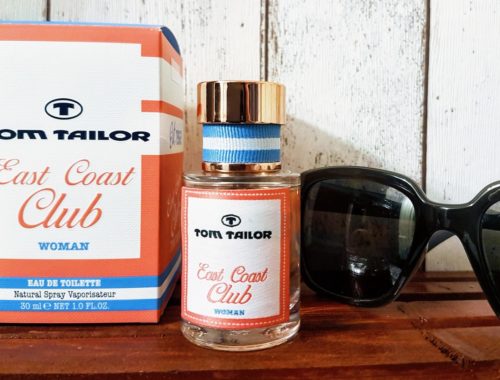 TOM TAILOR
East Coast
Club
WOMAN
EAU DE TOILETTE
Natural Spray Vaporisateur
30 ml ℮ NET 1.0 FL.OZ.
TOM TAILOR
East Coast
Club
WOMAN